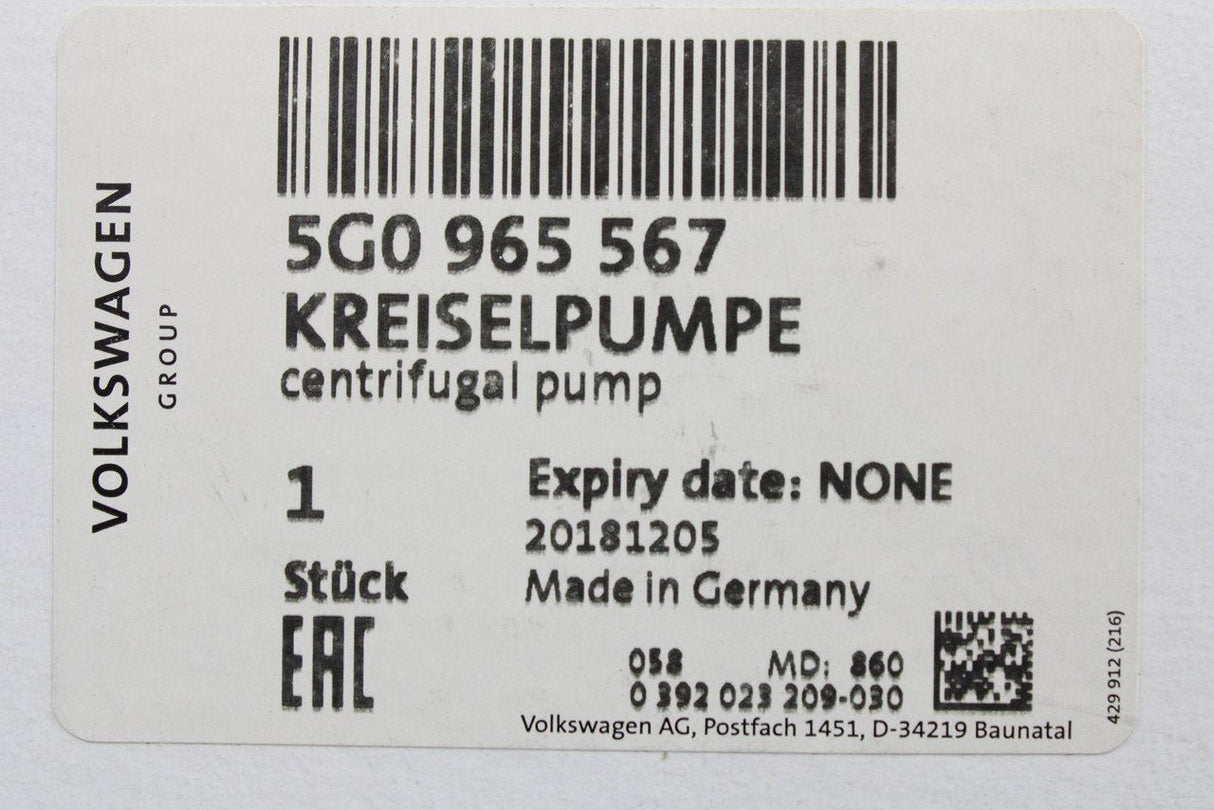 VOLKSWAGEN
GROUP
5G0 965 567
KREISELPUMPE
centrifugal pump
1
Stück
EAC
Expiry date: NONE
20181205
Made in Germany
058 MD: 860
0 392 023 209-030
Volkswagen AG, Postfach 1451, D-34219 Baunatal
429 912 (216)